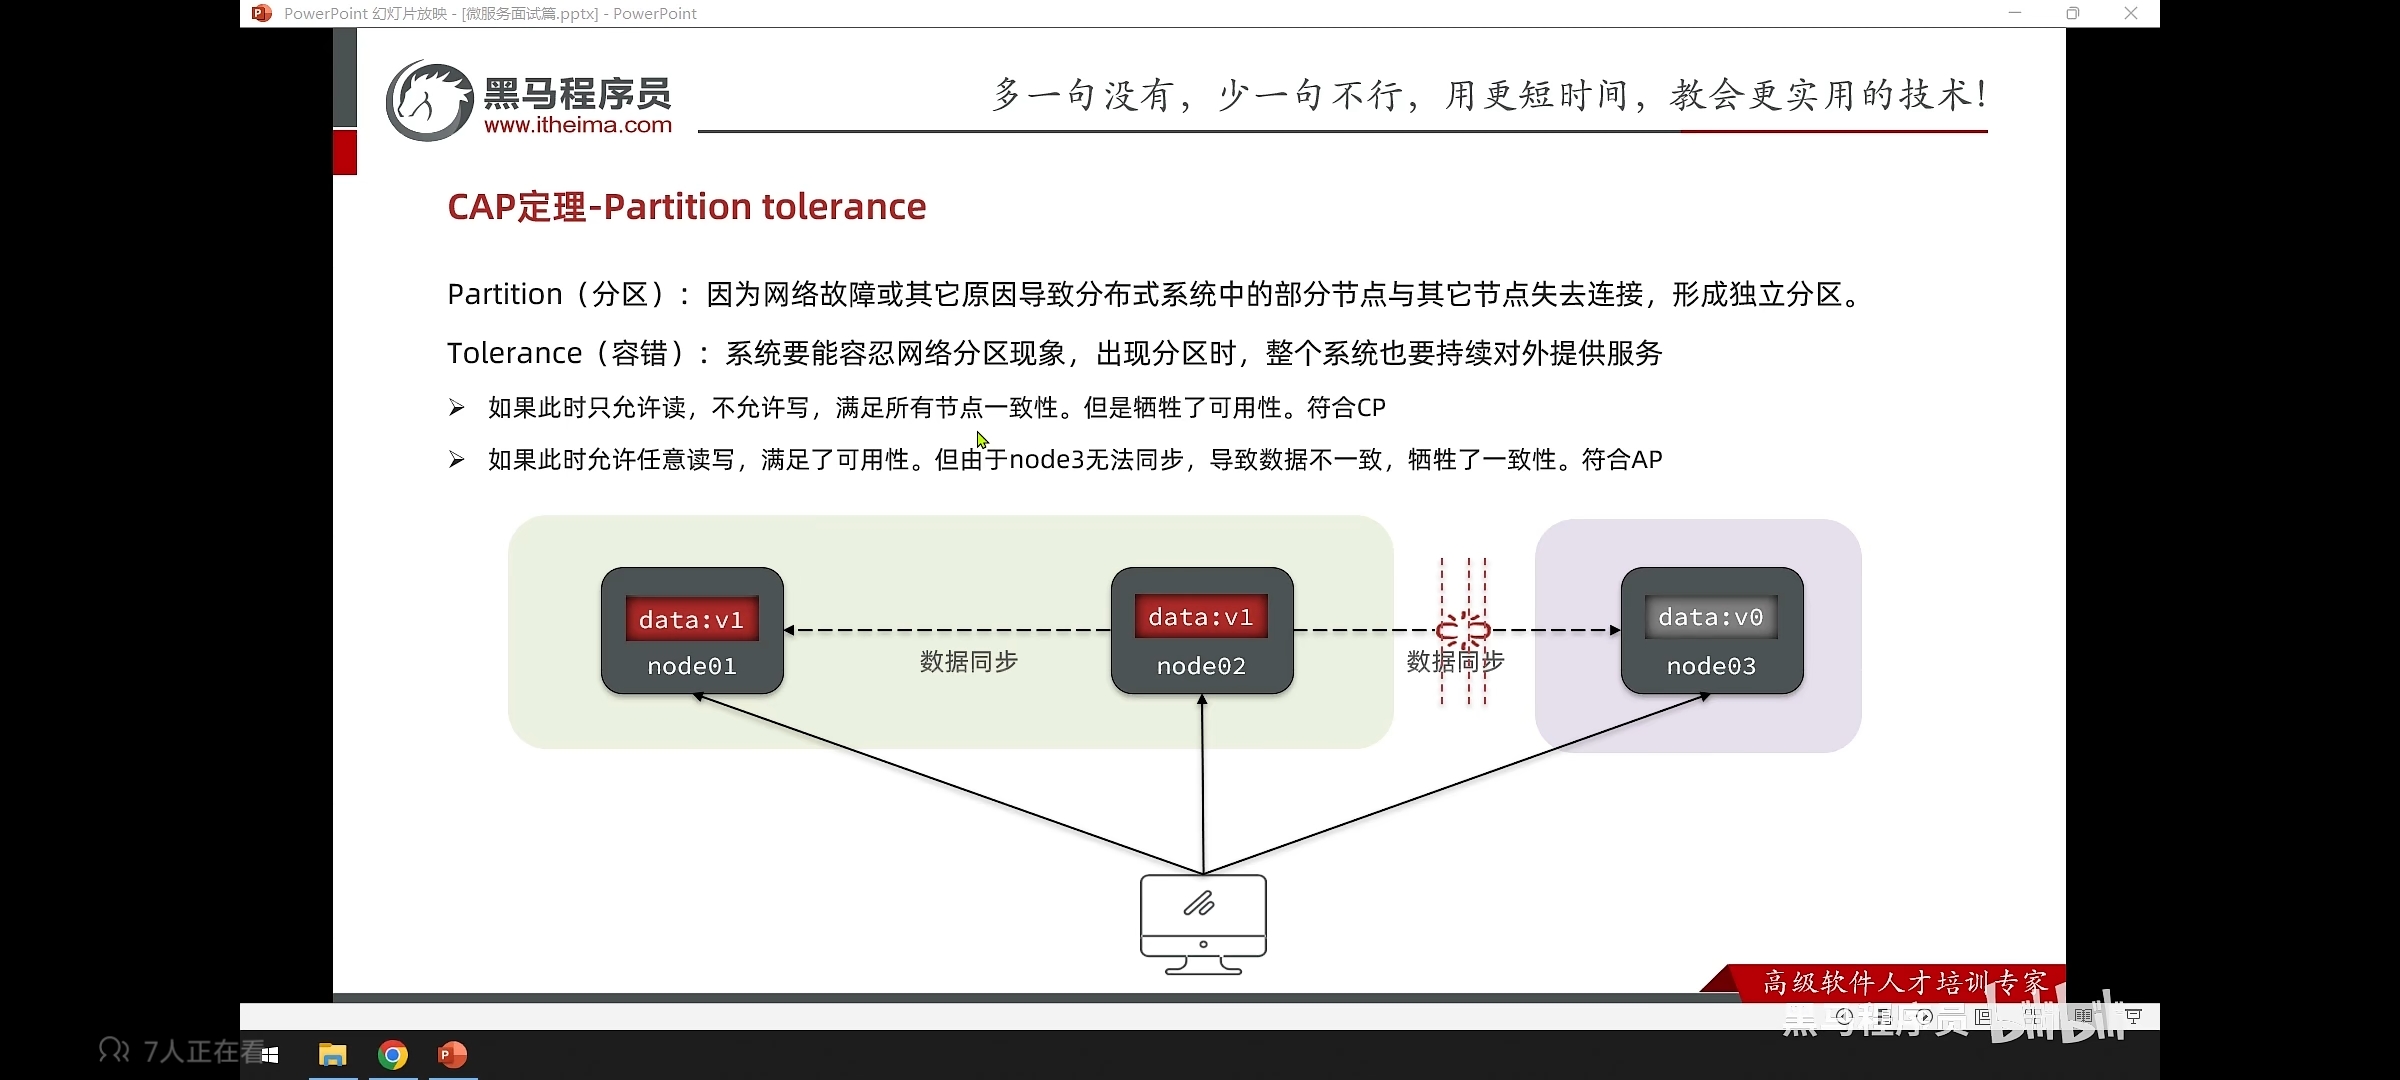 PowerPoint 幻灯片放映 - [微服务面试篇.pptx] - PowerPoint
黑马程序员
www.itheima.com
多一句没有，少一句不行，用更短时间，教会更实用的技术！
CAP定理-Partition tolerance
Partition（分区）：因为网络故障或其它原因导致分布式系统中的部分节点与其它节点失去连接，形成独立分区。
Tolerance（容错）：系统要能容忍网络分区现象，出现分区时，整个系统也要持续对外提供服务
➢ 如果此时只允许读，不允许写，满足所有节点一致性。但是牺牲了可用性。符合CP
➢ 如果此时允许任意读写，满足了可用性。但由于node3无法同步，导致数据不一致，牺牲了一致性。符合AP
data:v1
node01
数据同步
data:v1
node02
数据同步
data:v0
node03
高级软件人才培训专家
黑马程序员 bilibili
7人正在看